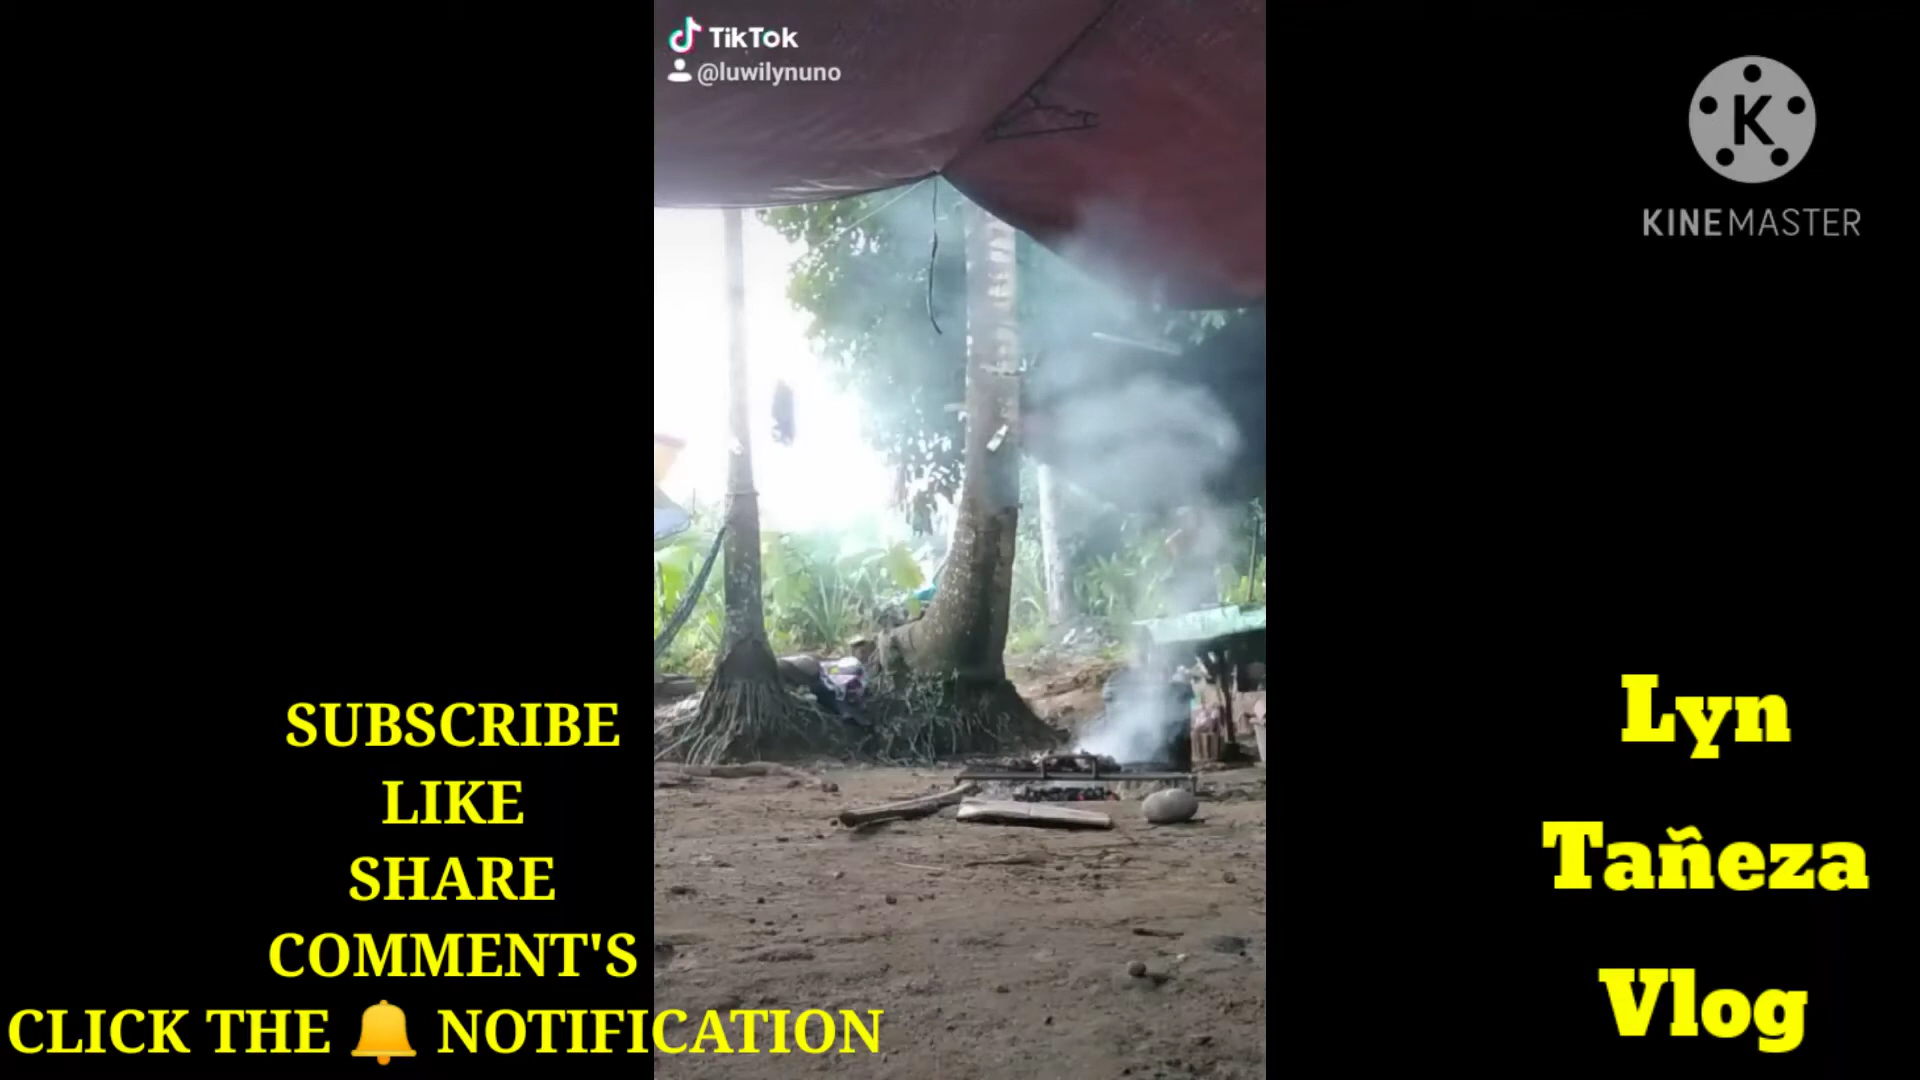 TikTok
@luwilynuno
K
KINEMASTER
SUBSCRIBE
LIKE
SHARE
COMMENT'S
CLICK THE 🔔 NOTIFICATION
Lyn
Tañeza
Vlog